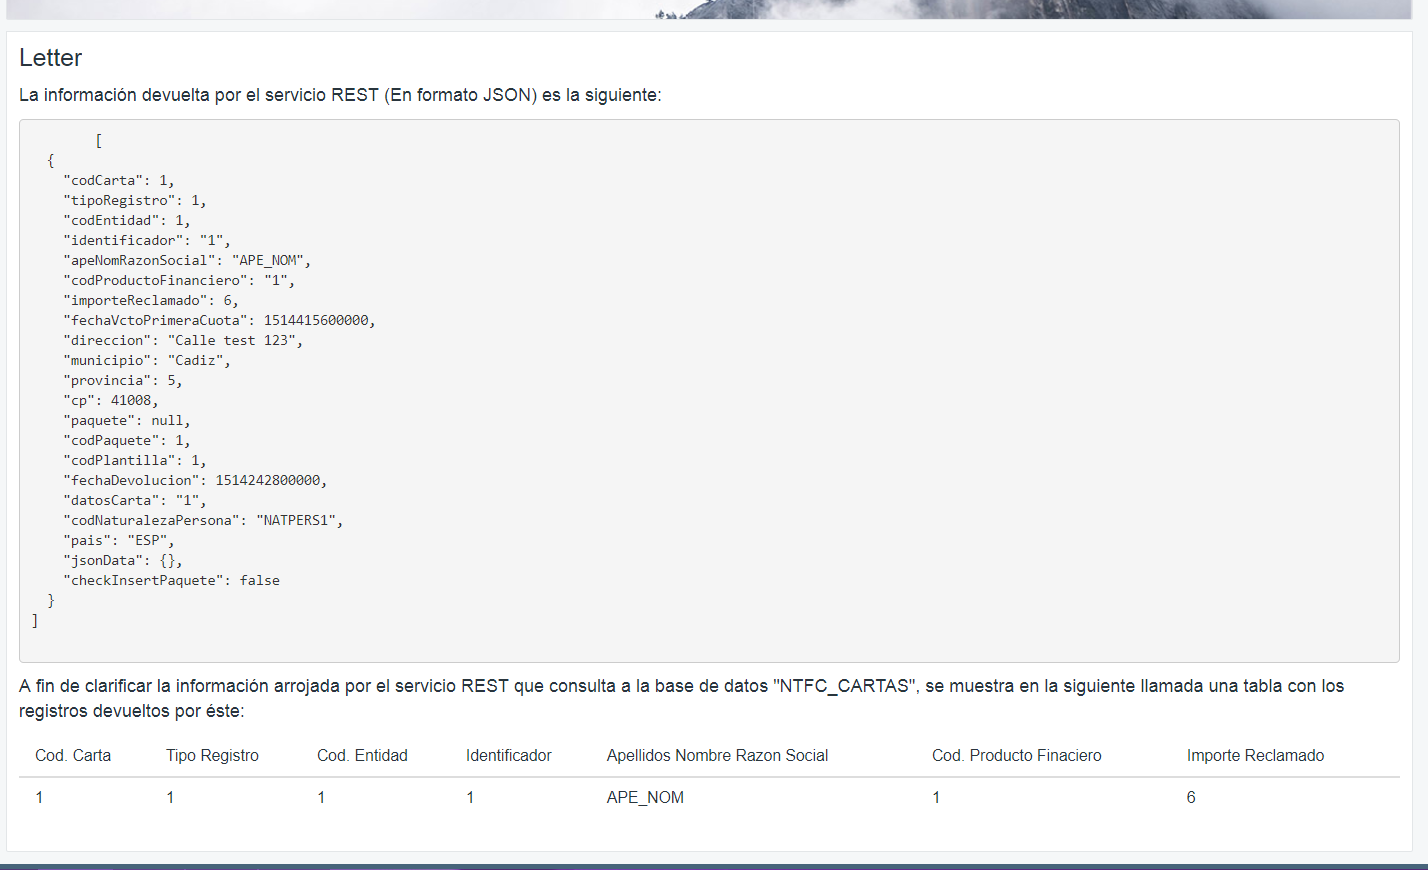 Letter
La información devuelta por el servicio REST (En formato JSON) es la siguiente:
[
{
"codCarta": 1,
"tipoRegistro": 1,
"codEntidad": 1,
"identificador": "1",
"apeNomRazonSocial": "APE_NOM",
"codProductoFinanciero": "1",
"importeReclamado": 6,
"fechaVctoPrimeraCuota": 1514415600000,
"direccion": "Calle test 123",
"municipio": "Cadiz",
"provincia": 5,
"cp": 41008,
"paquete": null,
"codPaquete": 1,
"codPlantilla": 1,
"fechaDevolucion": 1514242800000,
"datosCarta": "1",
"codNaturalezaPersona": "NATPERS1",
"pais": "ESP",
"jsonData": {},
"checkInsertPaquete": false
}
]
A fin de clarificar la información arrojada por el servicio REST que consulta a la base de datos "NTFC_CARTAS", se muestra en la siguiente llamada una tabla con los
registros devueltos por éste:
Cod. Carta Tipo Registro Cod. Entidad Identificador Apellidos Nombre Razon Social Cod. Producto Finaciero Importe Reclamado
1 1 1 1 APE_NOM 1 6